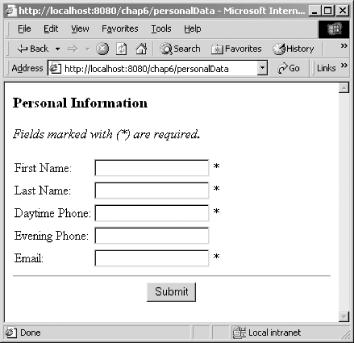 http://localhost:8080/chap6/personalData - Microsoft Intern...
File Edit View Favorites Tools Help
Back Search Favorites History »
Address http://localhost:8080/chap6/personalData Go Links »
Personal Information
Fields marked with (*) are required.
First Name: *
Last Name: *
Daytime Phone: *
Evening Phone:
Email: *
Submit
Done Local intranet